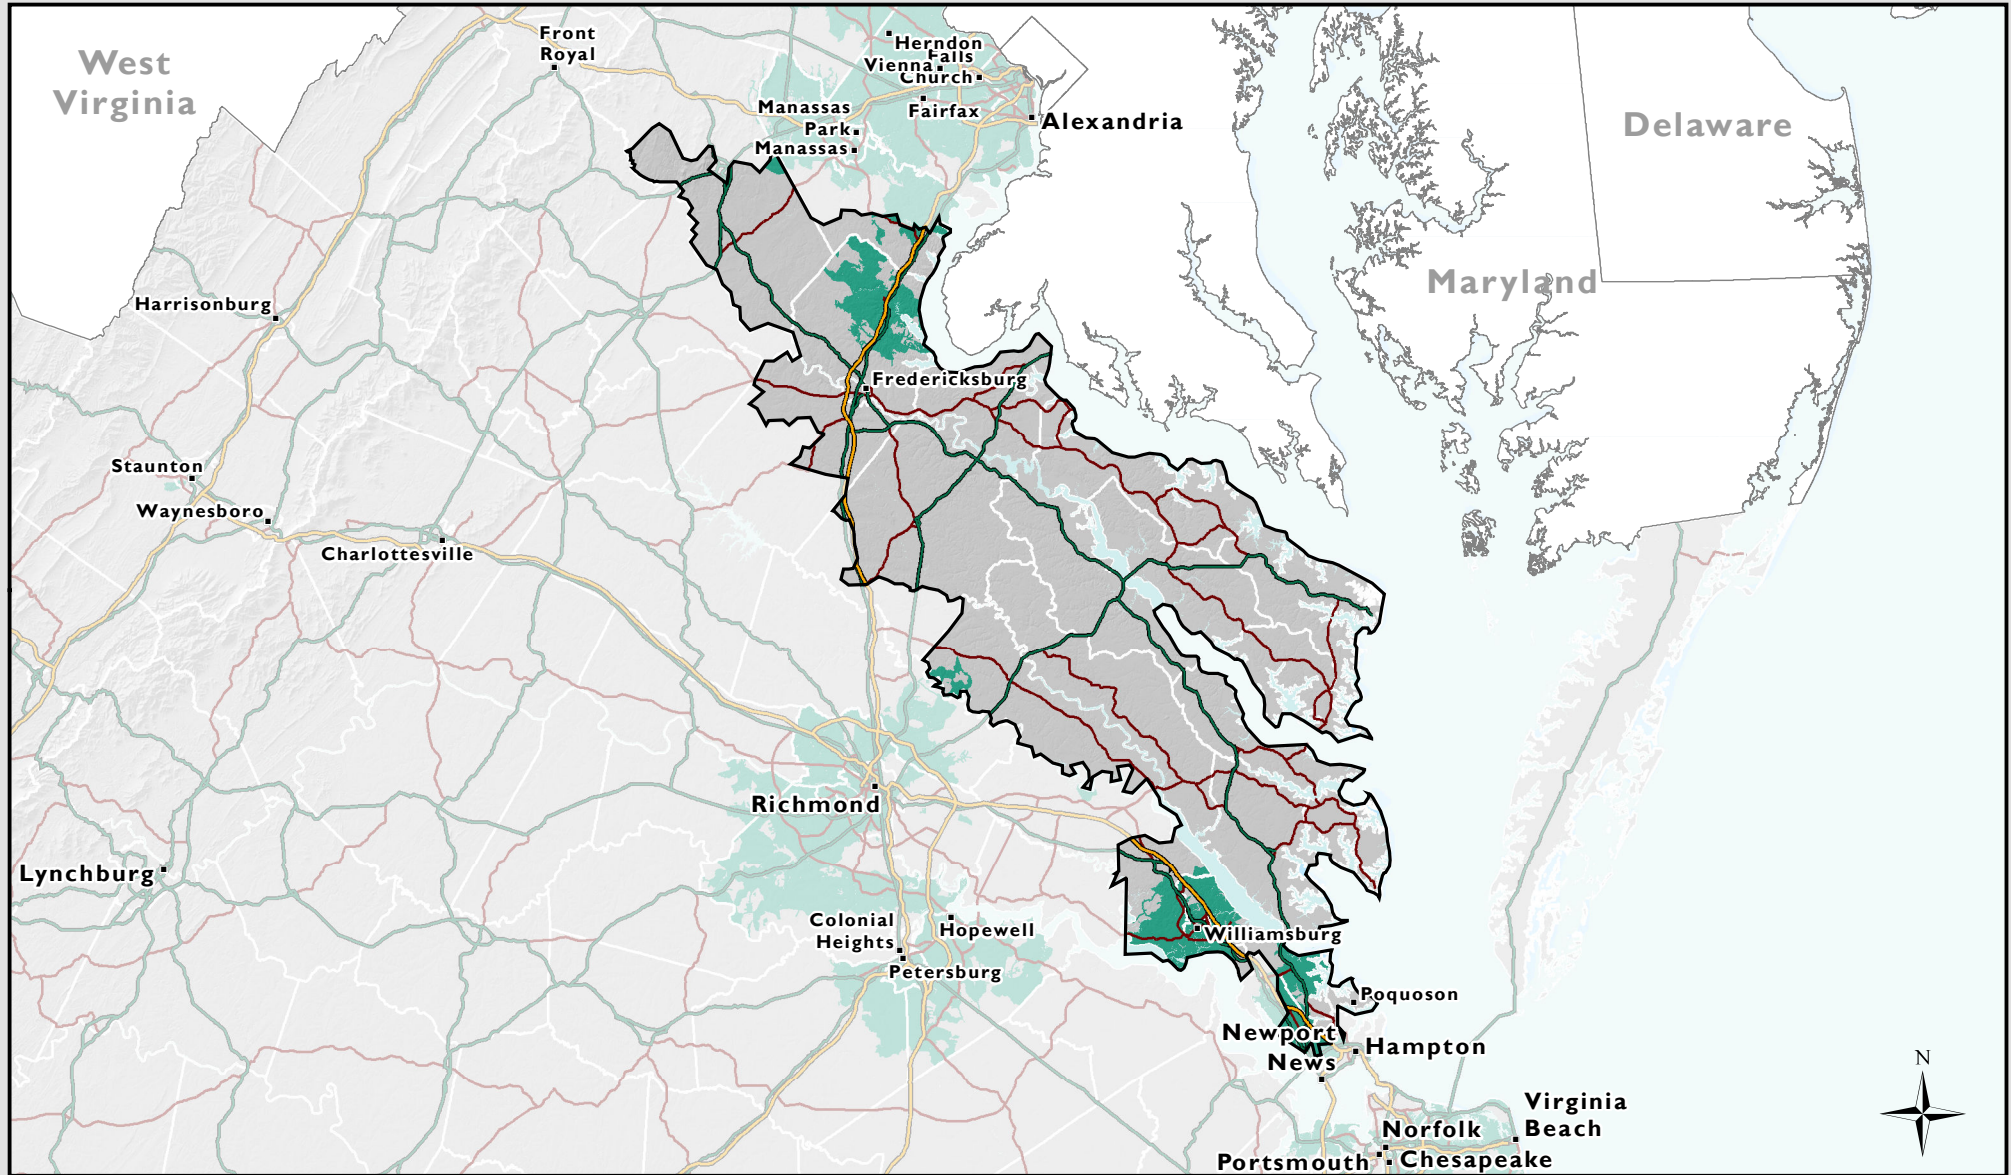 West
Virginia
Front
Royal
Herndon
Falls
Vienna
Church
Fairfax
Manassas
Park
Manassas
Alexandria
Delaware
Maryland
Harrisonburg
Fredericksburg
Staunton
Waynesboro
Charlottesville
Richmond
Lynchburg
Colonial
Heights
Hopewell
Petersburg
Williamsburg
Poquoson
Newport
News
Hampton
N
Virginia
Beach
Norfolk
Portsmouth
Chesapeake